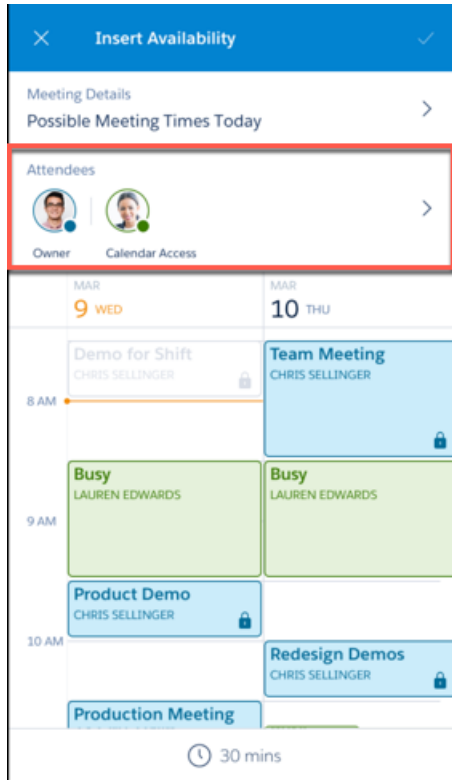 Insert Availability
Meeting Details
Possible Meeting Times Today
Attendees
Owner
Calendar Access
MAR
9 WED
MAR
10 THU
Demo for Shift
CHRIS SELLINGER
Team Meeting
CHRIS SELLINGER
8 AM
Busy
LAUREN EDWARDS
Busy
LAUREN EDWARDS
9 AM
Product Demo
CHRIS SELLINGER
10 AM
Redesign Demos
CHRIS SELLINGER
Production Meeting
30 mins